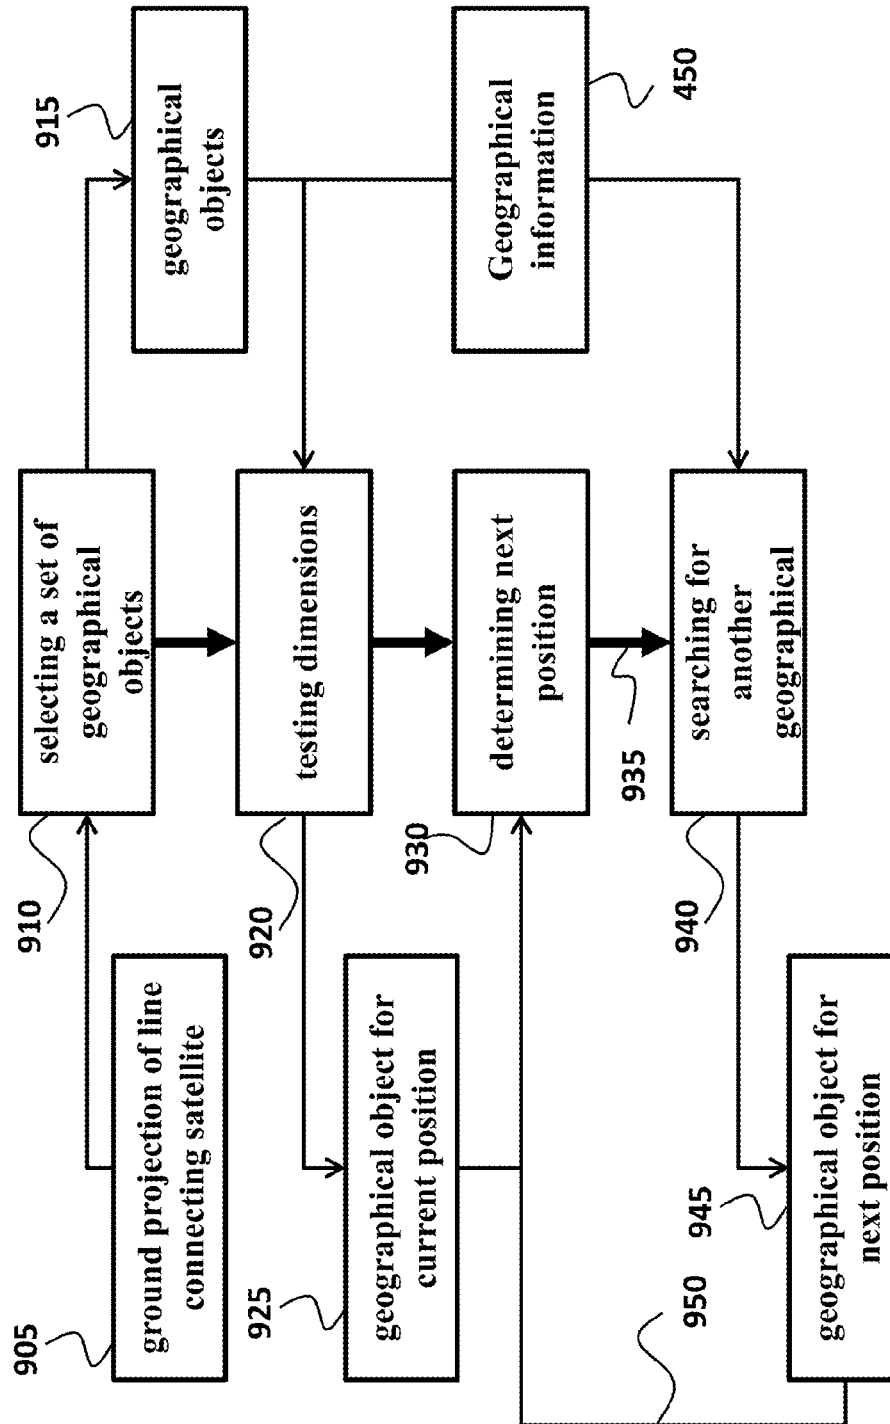 905
ground projection of line
connecting satellite
910
selecting a set of
geographical
objects
915
geographical
objects
920
testing dimensions
925
geographical object for
current position
930
determining next
position
450
Geographical
information
935
940
searching for
another
geographical
945
geographical object for
next position
950